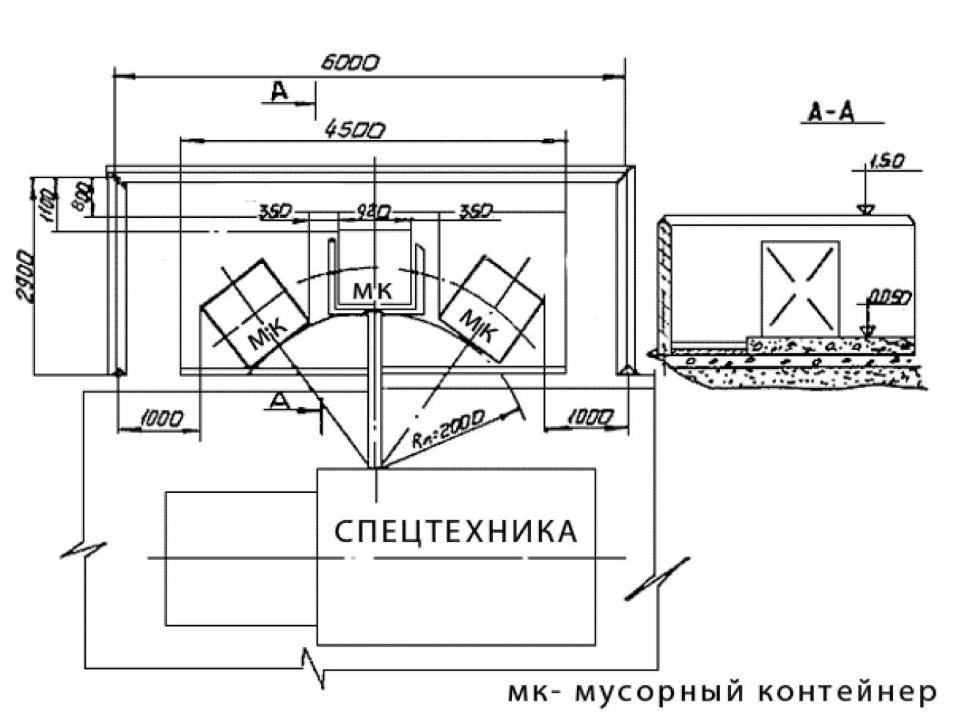 6000
А
А-А
4500
1.50
1100
800
350
920
350
2900
МК
0.050
МК
МК
А
1000
Rп=2000
1000
СПЕЦТЕХНИКА
мк- мусорный контейнер